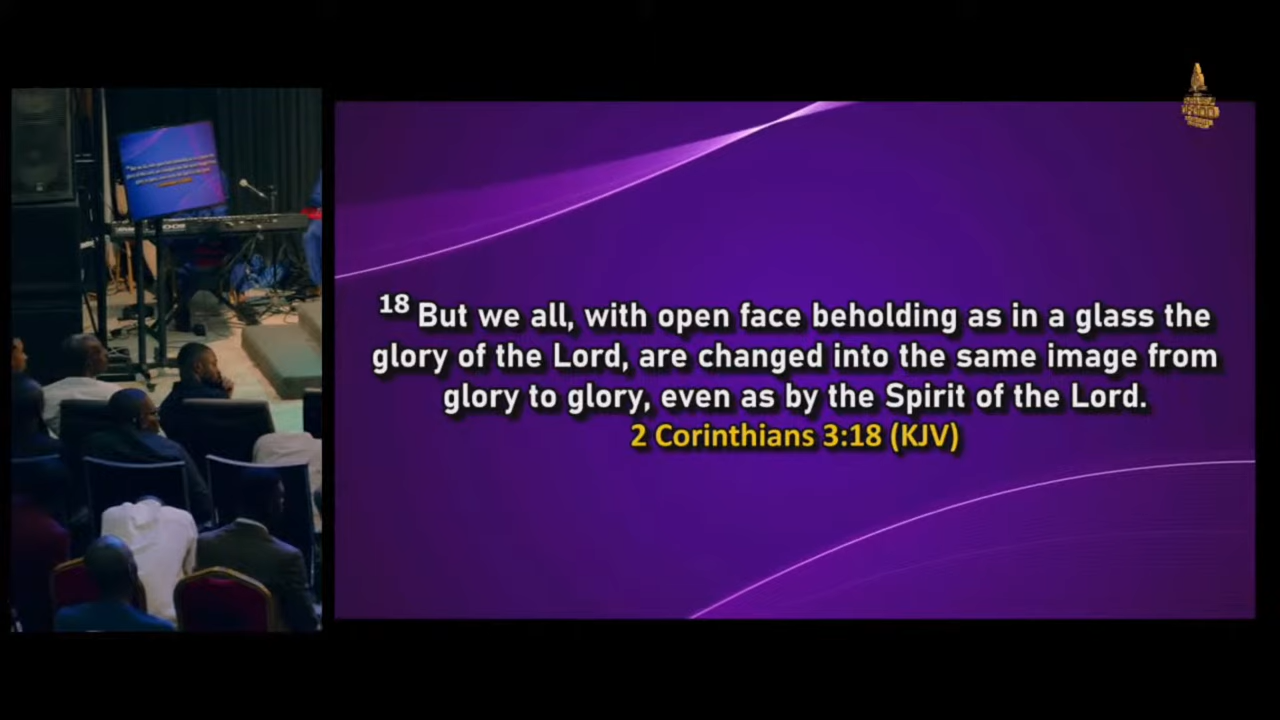 18 But we all, with open face beholding as in a glass the
glory of the Lord, are changed into the same image from
glory to glory, even as by the Spirit of the Lord.
2 Corinthians 3:18 (KJV)